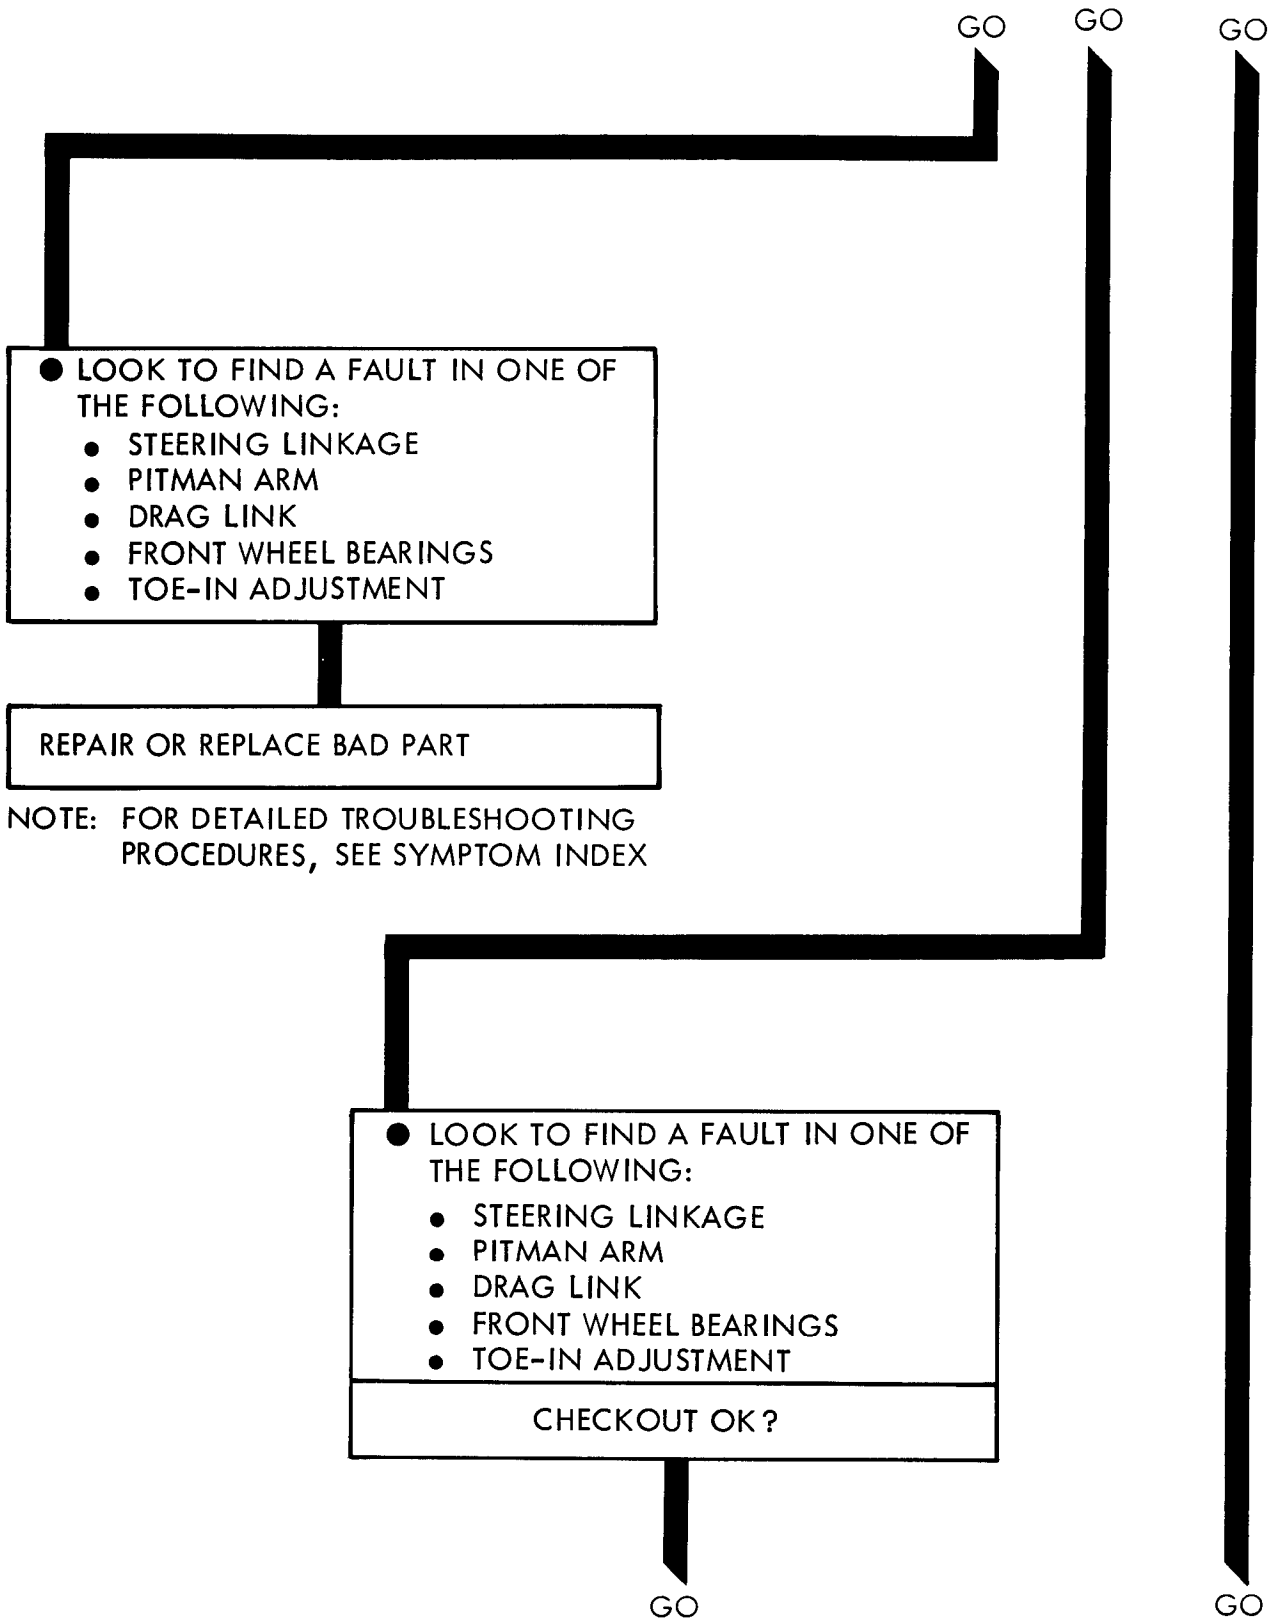 GO GO GO
● LOOK TO FIND A FAULT IN ONE OF
THE FOLLOWING:
● STEERING LINKAGE
● PITMAN ARM
● DRAG LINK
● FRONT WHEEL BEARINGS
● TOE-IN ADJUSTMENT
REPAIR OR REPLACE BAD PART
NOTE: FOR DETAILED TROUBLESHOOTING
PROCEDURES, SEE SYMPTOM INDEX
● LOOK TO FIND A FAULT IN ONE OF
THE FOLLOWING:
● STEERING LINKAGE
● PITMAN ARM
● DRAG LINK
● FRONT WHEEL BEARINGS
● TOE-IN ADJUSTMENT
CHECKOUT OK?
GO GO